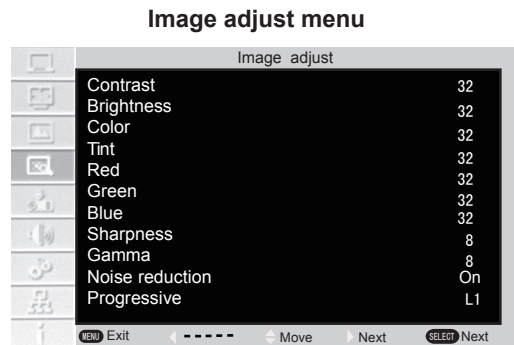 Image adjust menu
Image adjust
Contrast 32
Brightness 32
Color 32
Tint 32
Red 32
Green 32
Blue 32
Sharpness 8
Gamma 8
Noise reduction On
Progressive L1
MENU Exit ----- Move Next SELECT Next